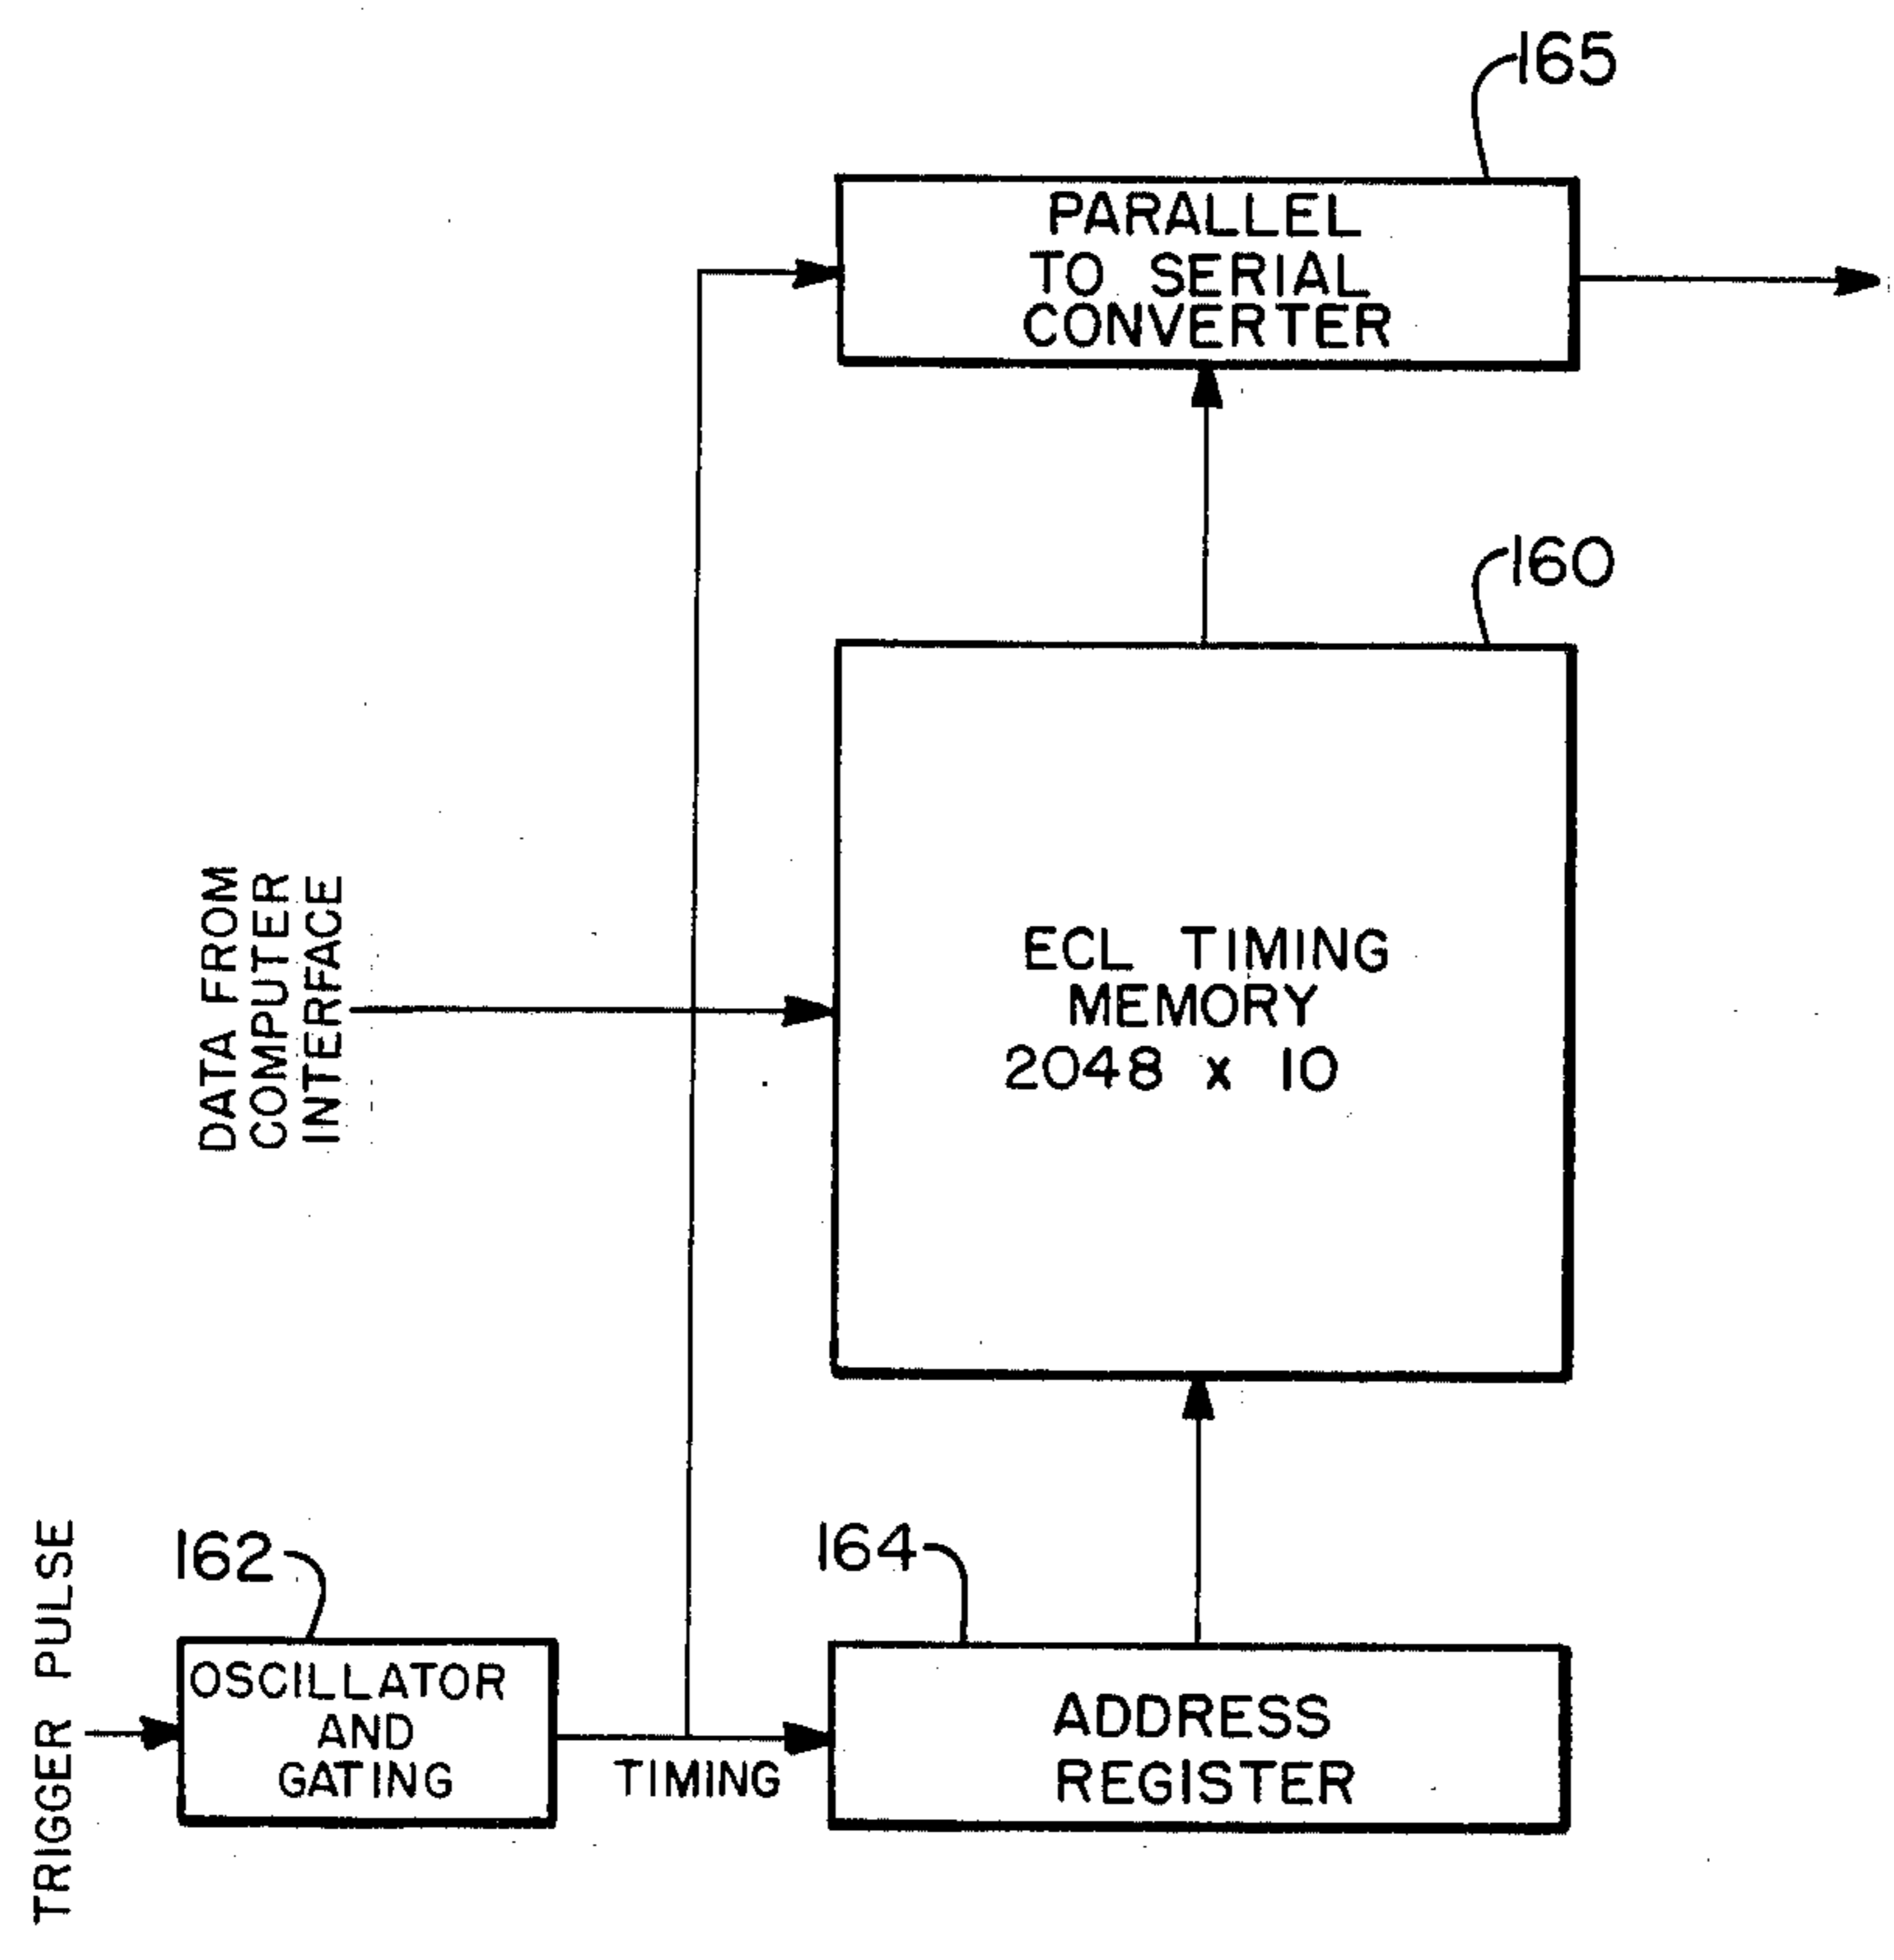 165
PARALLEL
TO SERIAL
CONVERTER
160
ECL TIMING
MEMORY
2048 x 10
DATA FROM
COMPUTER
INTERFACE
162
OSCILLATOR
AND
GATING
TRIGGER PULSE
TIMING
164
ADDRESS
REGISTER